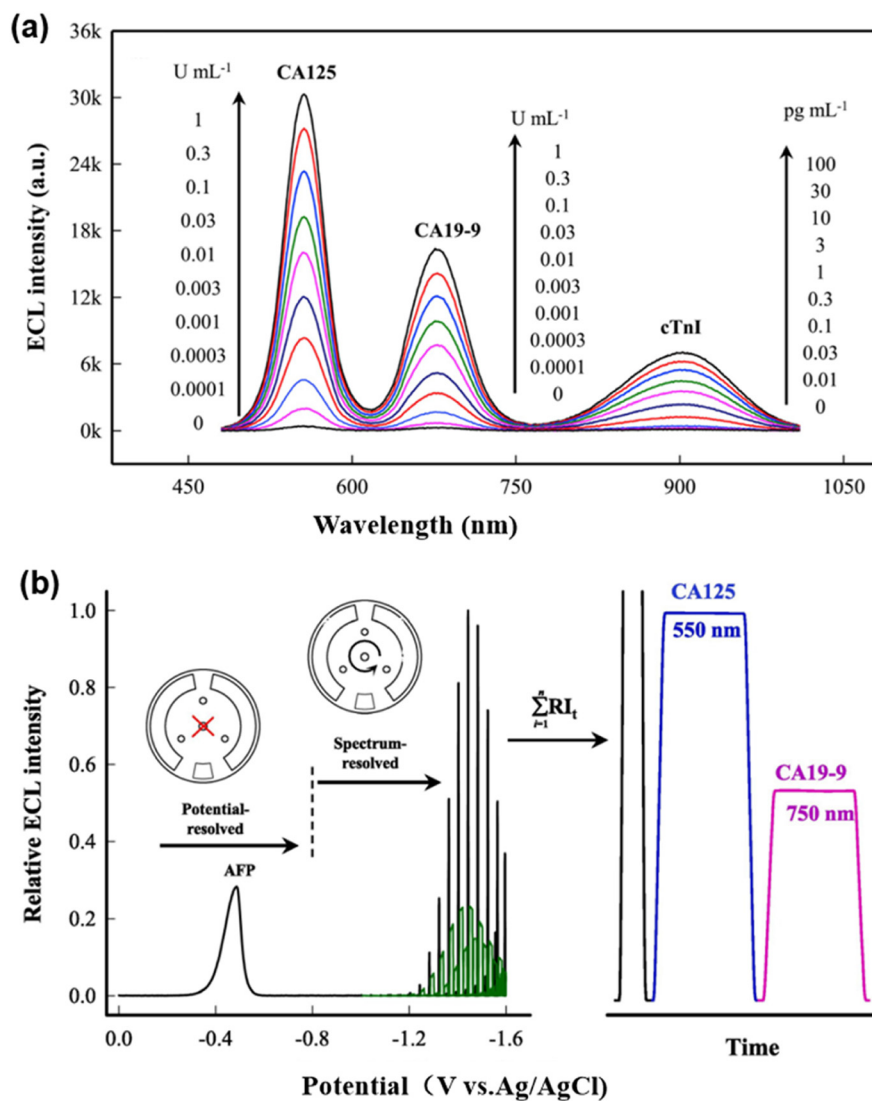 (a)
36k
30k
24k
18k
12k
6k
0k
ECL intensity (a.u.)
U mL-1
1
0.3
0.1
0.03
0.01
0.003
0.001
0.0003
0.0001
0
CA125
CA19-9
U mL-1
1
0.3
0.1
0.03
0.01
0.003
0.001
0.0003
0.0001
0
cTnI
pg mL-1
100
30
10
3
1
0.3
0.1
0.03
0.01
0
450 600 750 900 1050
Wavelength (nm)
(b)
1.0
0.8
0.6
0.4
0.2
0.0
Relative ECL intensity
Potential-
resolved
AFP
Spectrum-
resolved
n
∑RIt
i=1
CA125
550 nm
CA19-9
750 nm
0.0 -0.4 -0.8 -1.2 -1.6
Potential（V vs.Ag/AgCl)
Time